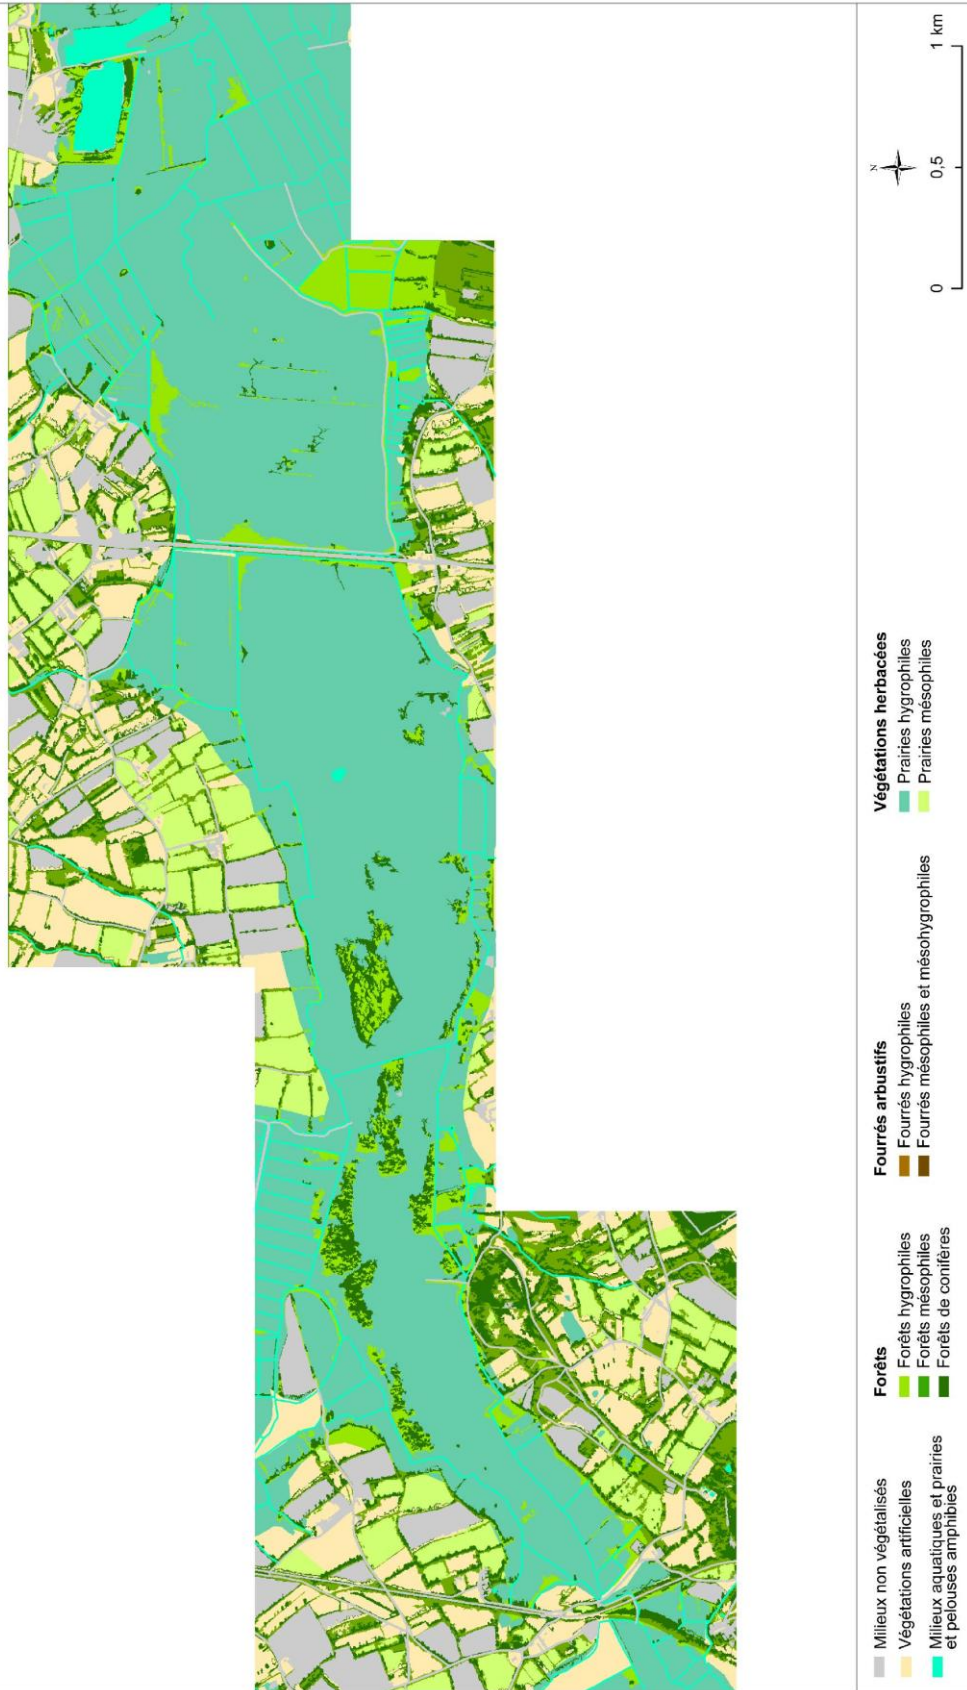 Milieux non végétalisés
Végétations artificielles
Milieux aquatiques et prairies
et pelouses amphibies
Forêts
Forêts hygrophiles
Forêts mésophiles
Forêts de conifères
Fourrés arbustifs
Fourrés hygrophiles
Fourrés mésophiles et mésohygrophiles
Végétations herbacées
Prairies hygrophiles
Prairies mésophiles
N
0 0,5 1 km